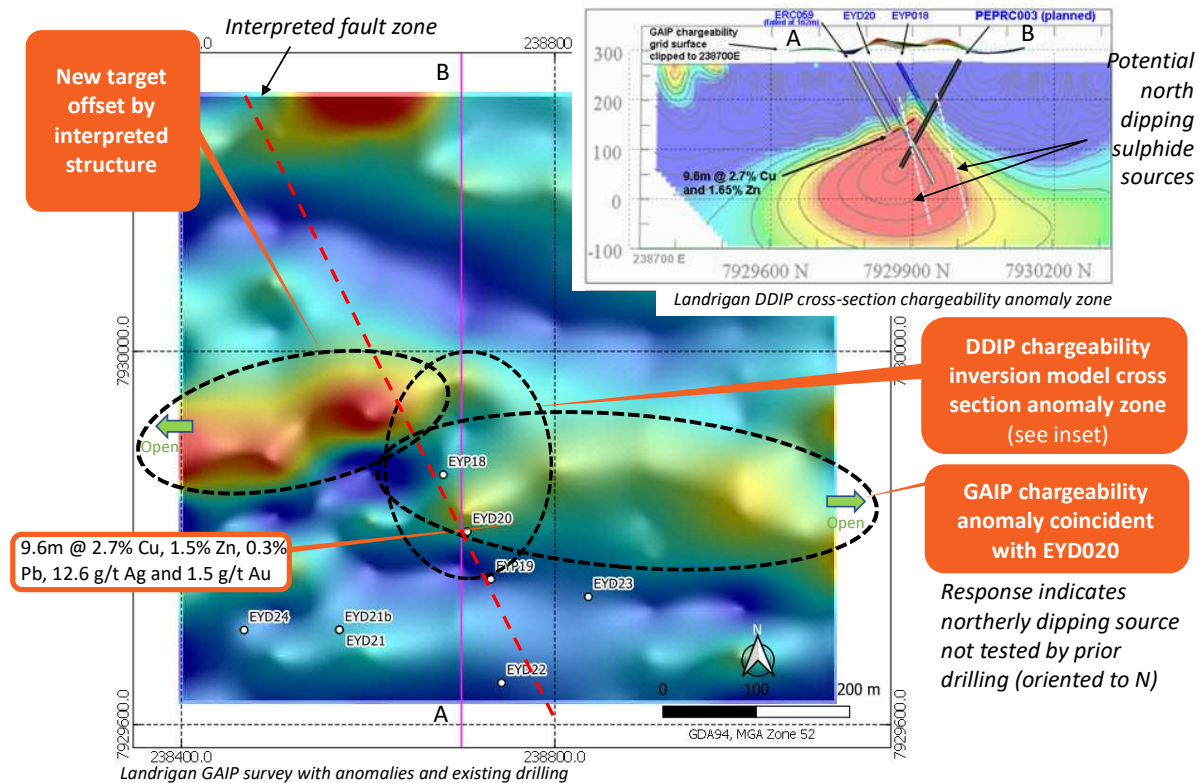 New target
offset by
interpreted
structure
Interpreted fault zone
.0
238800.0
B
ERC059
(failed at 162m)
EYD20
EYP018
PEPRC003 (planned)
A
B
GAIP chargeability
grid surface
clipped to 238700E
300
200
100
0
-100
9.6m @ 2.7% Cu
and 1.65% Zn
238700 E
7929600 N
7929900 N
7930200 N
Potential
north
dipping
sulphide
sources
Landrigan DDIP cross-section chargeability anomaly zone
7930000.0
7930000.0
DDIP chargeability
inversion model cross
section anomaly zone
(see inset)
Open
Open
EYP18
EYD20
EYP19
EYD23
EYD24
EYD21b
EYD21
EYD22
9.6m @ 2.7% Cu, 1.5% Zn, 0.3%
Pb, 12.6 g/t Ag and 1.5 g/t Au
GAIP chargeability
anomaly coincident
with EYD020
Response indicates
northerly dipping source
not tested by prior
drilling (oriented to N)
N
0 100 200 m
GDA94, MGA Zone 52
A
7929600.0
7929600.0
238400.0
238800.0
Landrigan GAIP survey with anomalies and existing drilling